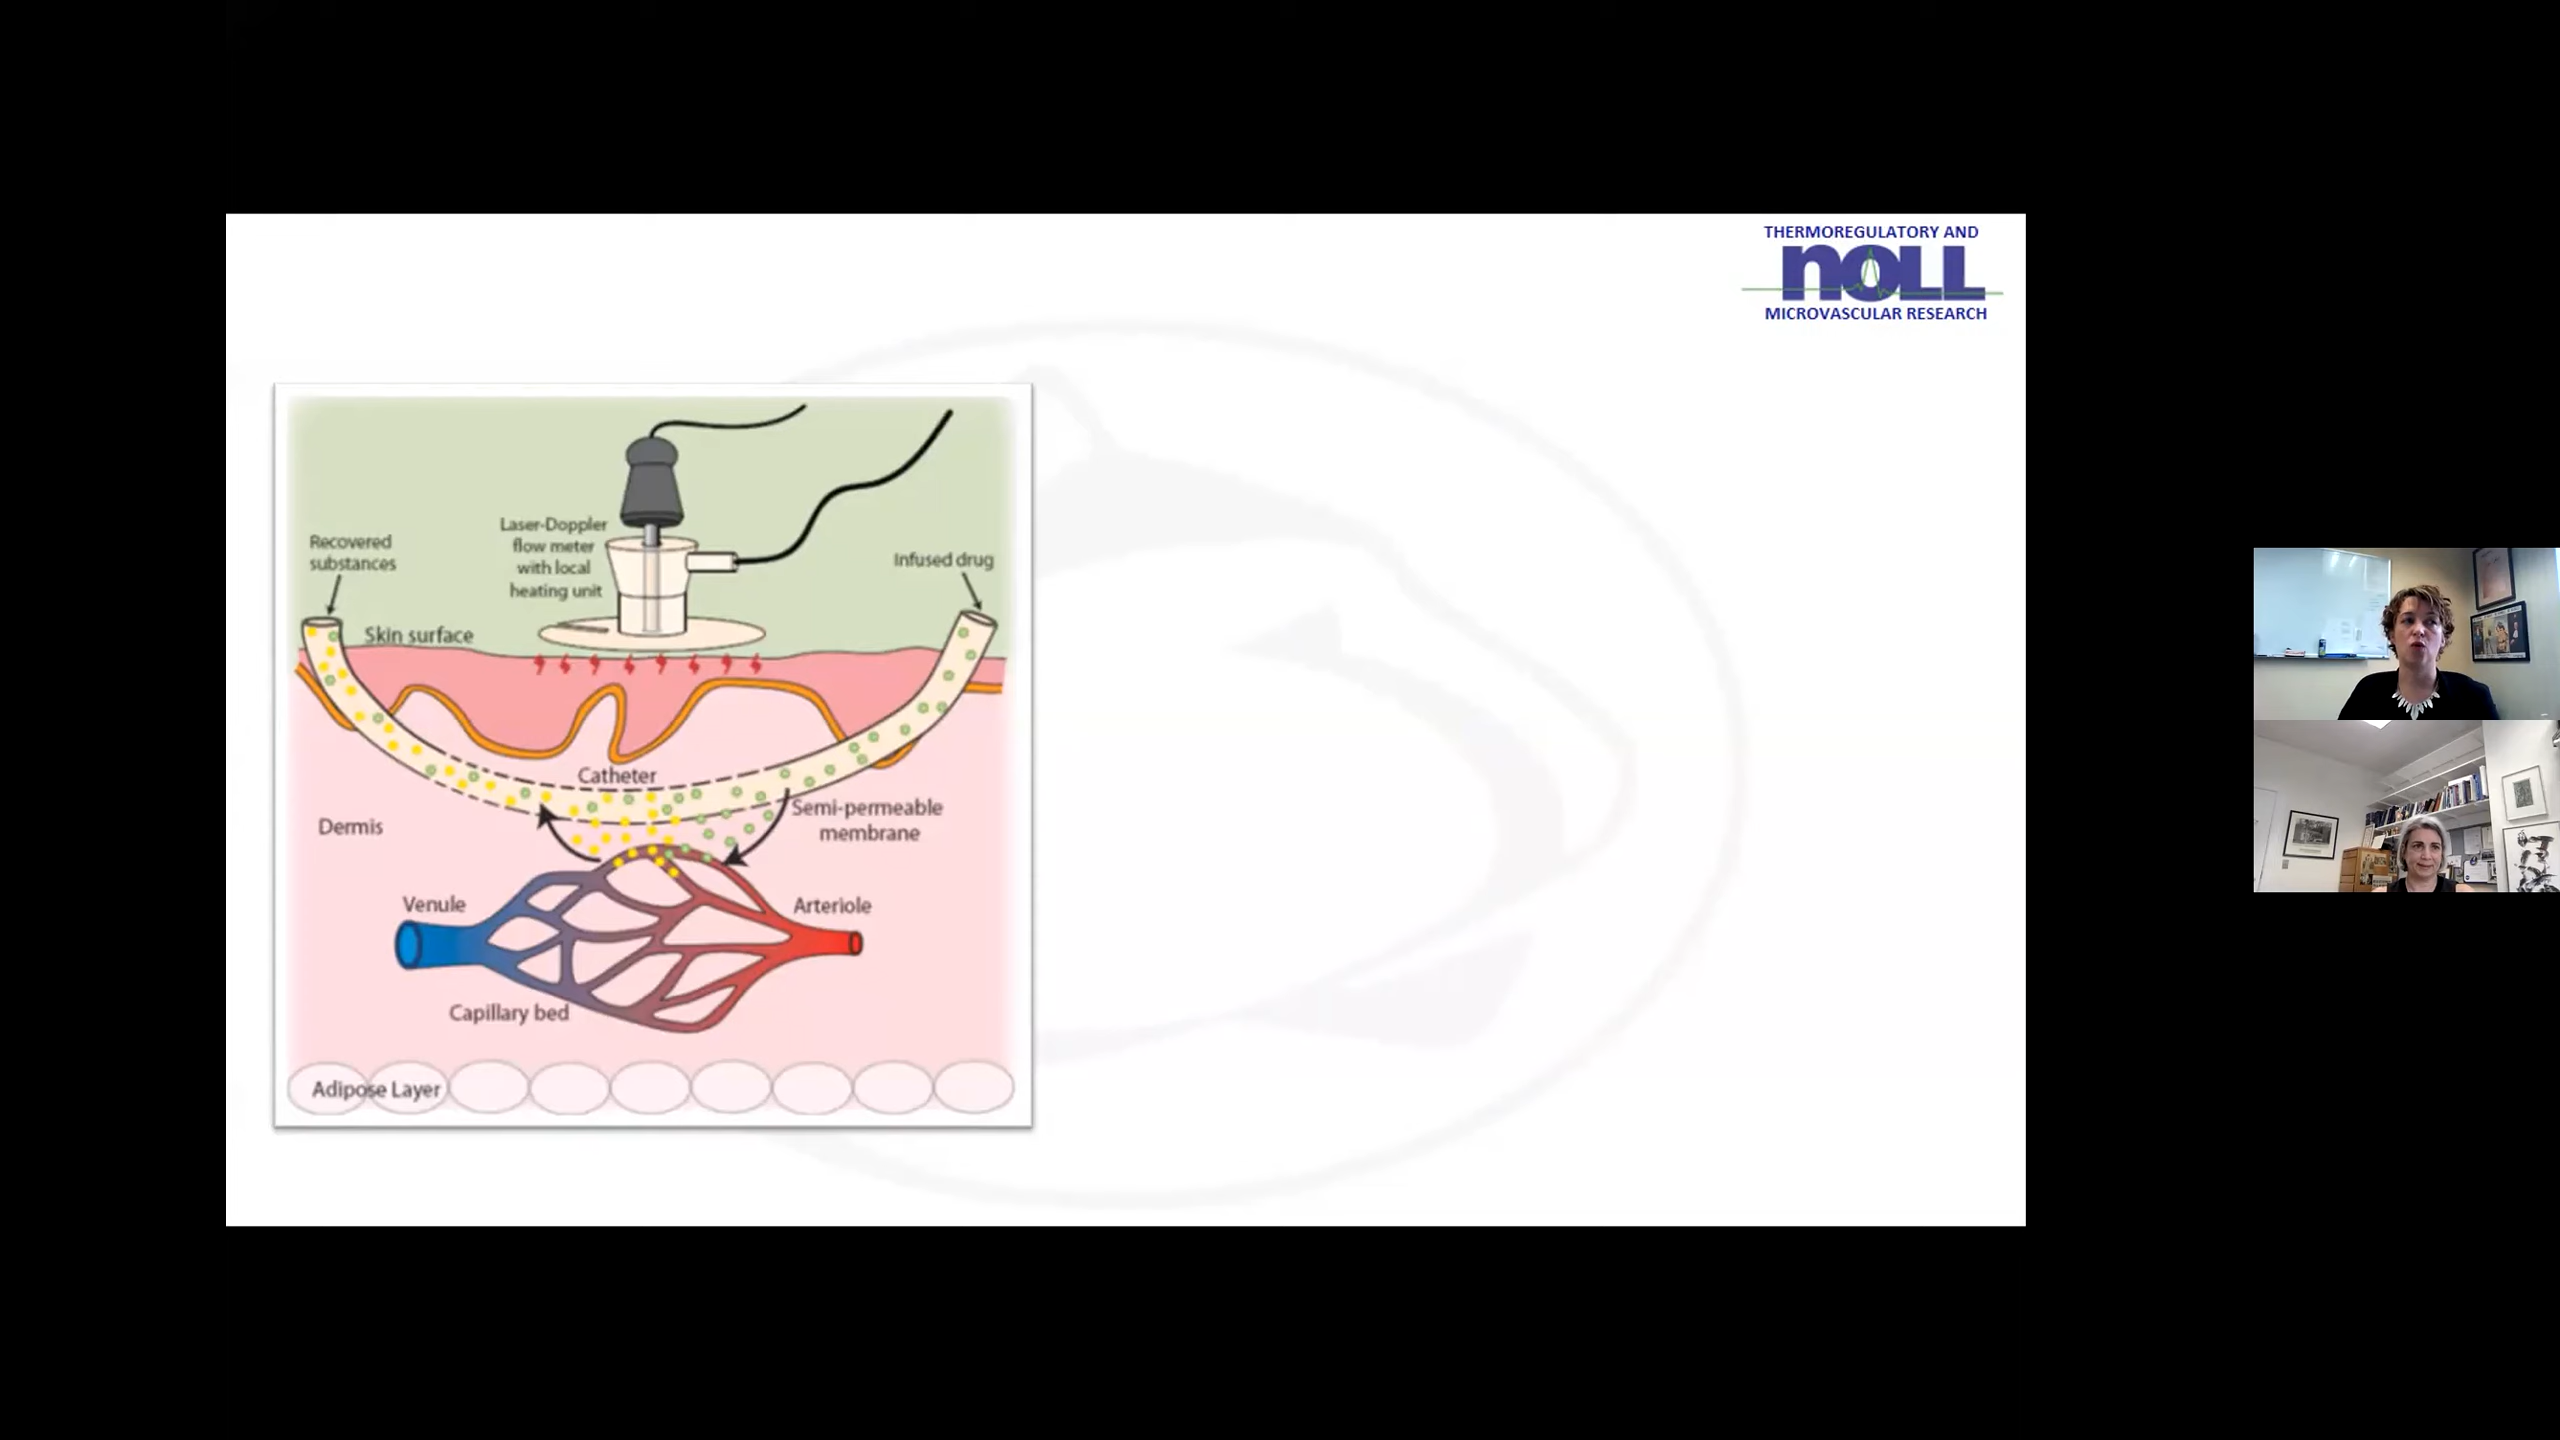 THERMOREGULATORY AND
nOLL
MICROVASCULAR RESEARCH
Recovered
substances
Laser-Doppler
flow meter
with local
heating unit
Infused drug
Skin surface
Catheter
Semi-permeable
membrane
Dermis
Venule
Arteriole
Capillary bed
Adipose Layer